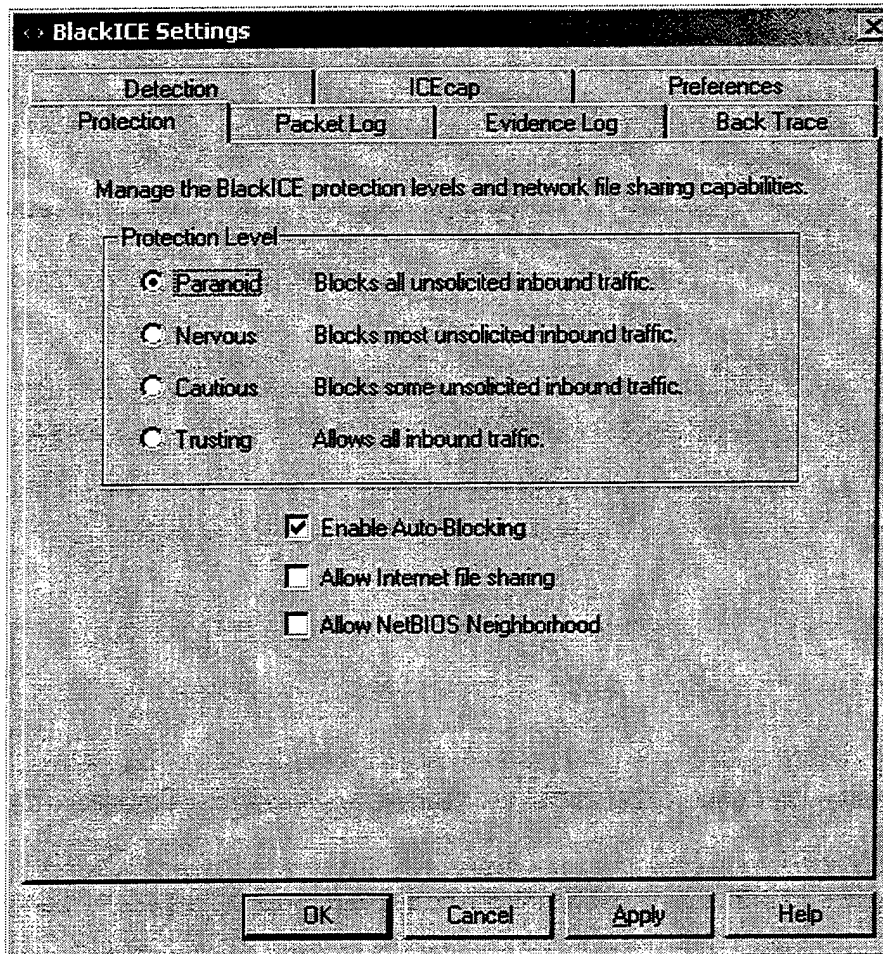 BlackICE Settings
Detection ICEcap Preferences
Protection Packet Log Evidence Log Back Trace
Manage the BlackICE protection levels and network file sharing capabilities.
Protection Level
Paranoid Blocks all unsolicited inbound traffic.
Nervous Blocks most unsolicited inbound traffic.
Cautious Blocks some unsolicited inbound traffic.
Trusting Allows all inbound traffic.
Enable Auto-Blocking
Allow Internet file sharing
Allow NetBIOS Neighborhood
OK Cancel Apply Help